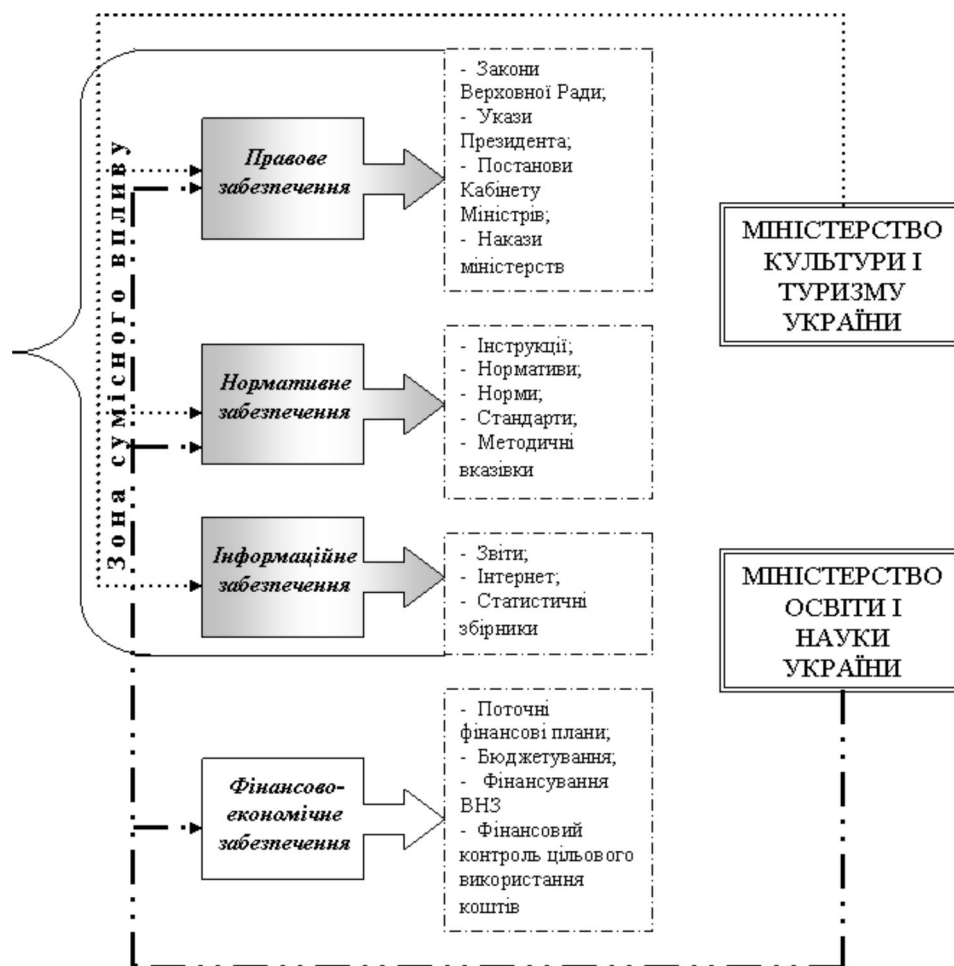 Зона сумісного впливу
Правове
забезпечення
- Закони
Верховної Ради;
- Укази
Президента;
- Постанови
Кабінету
Міністрів;
- Накази
міністерств
МІНІСТЕРСТВО
КУЛЬТУРИ І
ТУРИЗМУ
УКРАЇНИ
Нормативне
забезпечення
- Інструкції;
- Нормативи;
- Норми;
- Стандарти;
- Методичні
вказівки
Інформаційне
забезпечення
- Звіти;
- Інтернет;
- Статистичні
збірники
МІНІСТЕРСТВО
ОСВІТИ І
НАУКИ
УКРАЇНИ
Фінансово-
економічне
забезпечення
- Поточні
фінансові плани;
- Бюджетування;
- Фінансування
ВНЗ
- Фінансовий
контроль цільового
використання
коштів